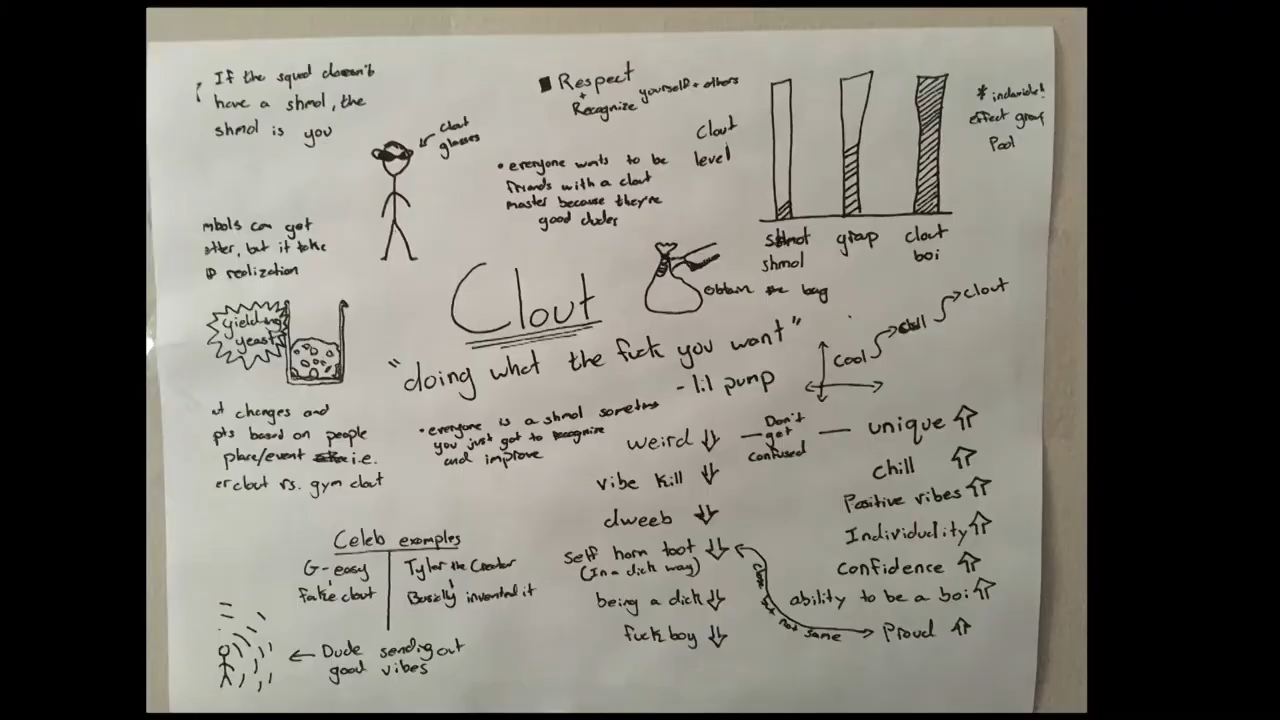 If the squad doesn't
have a shmol, the
shmol is you
clout
glasses
Respect
+
Recognize yourself + others
• everyone wants to be
friends with a clout
master because they're
good dudes
Clout
level
shmol
group
clout
boi
effect group
Pool
mbols can get
but it take
realization
yielding
yeast
Clout
obtain the bag
"doing what the fuck you want"
- lil pump
cool
chill
clout
changes and
pts based on people
place/event i.e.
clout vs. gym clout
• everyone is a shmol sometime
you just got to recognize
and improve
weird ⇓ — Don't get confused — unique ⇑
vibe kill ⇓
chill ⇑
dweeb ⇓
Positive vibes ⇑
self horn toot ⇓
(In a dick way)
Individuality ⇑
being a dick ⇓
confidence ⇑
fuck boy ⇓
ability to be a boi ⇑
close but not same
Proud ⇑
Celeb examples
G-easy
fake clout
Tyler the Creator
Basically invented it
← Dude sending out
good vibes